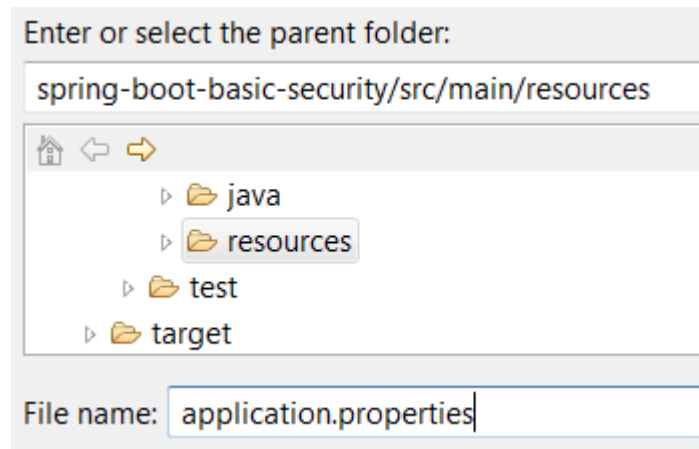 Enter or select the parent folder:
spring-boot-basic-security/src/main/resources
java
resources
test
target
File name: application.properties